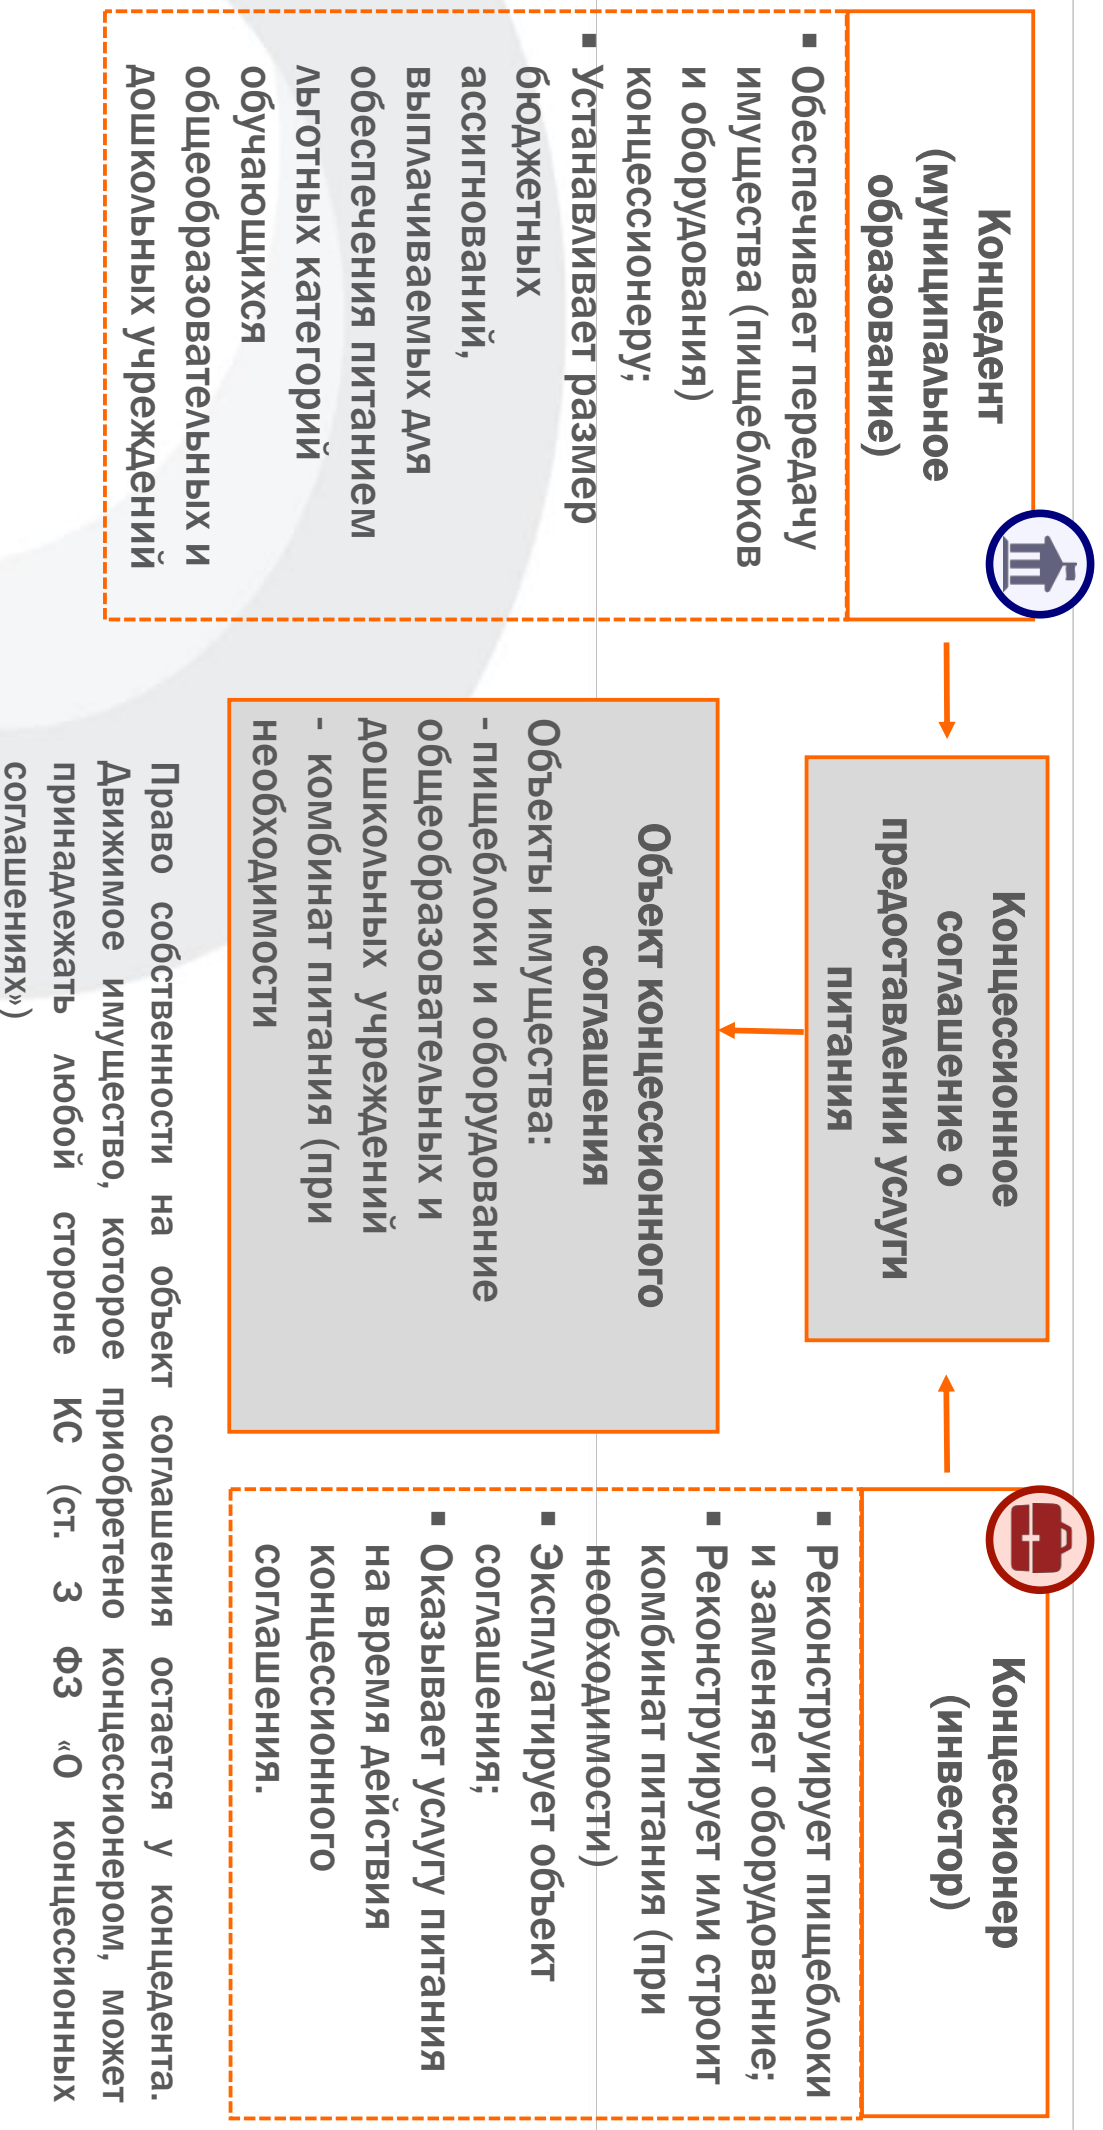 Концедент
(муниципальное
образование)
▪ Обеспечивает передачу
имущества (пищеблоков
и оборудования)
концессионеру;
▪ Устанавливает размер
бюджетных
ассигнований,
выплачиваемых для
обеспечения питанием
льготных категорий
обучающихся
общеобразовательных и
дошкольных учреждений
Концессионное
соглашение о
предоставлении услуги
питания
Объект концессионного
соглашения
Объекты имущества:
- пищеблоки и оборудование
общеобразовательных и
дошкольных учреждений
- комбинат питания (при
необходимости
Концессионер
(инвестор)
▪ Реконструирует пищеблоки
и заменяет оборудование;
▪ Реконструирует или строит
комбинат питания (при
необходимости)
▪ Эксплуатирует объект
соглашения;
▪ Оказывает услугу питания
на время действия
концессионного
соглашения.
Право собственности на объект соглашения остается у концедента.
Движимое имущество, которое приобретено концессионером, может
принадлежать любой стороне КС (ст. 3 ФЗ «О концессионных
соглашениях»)